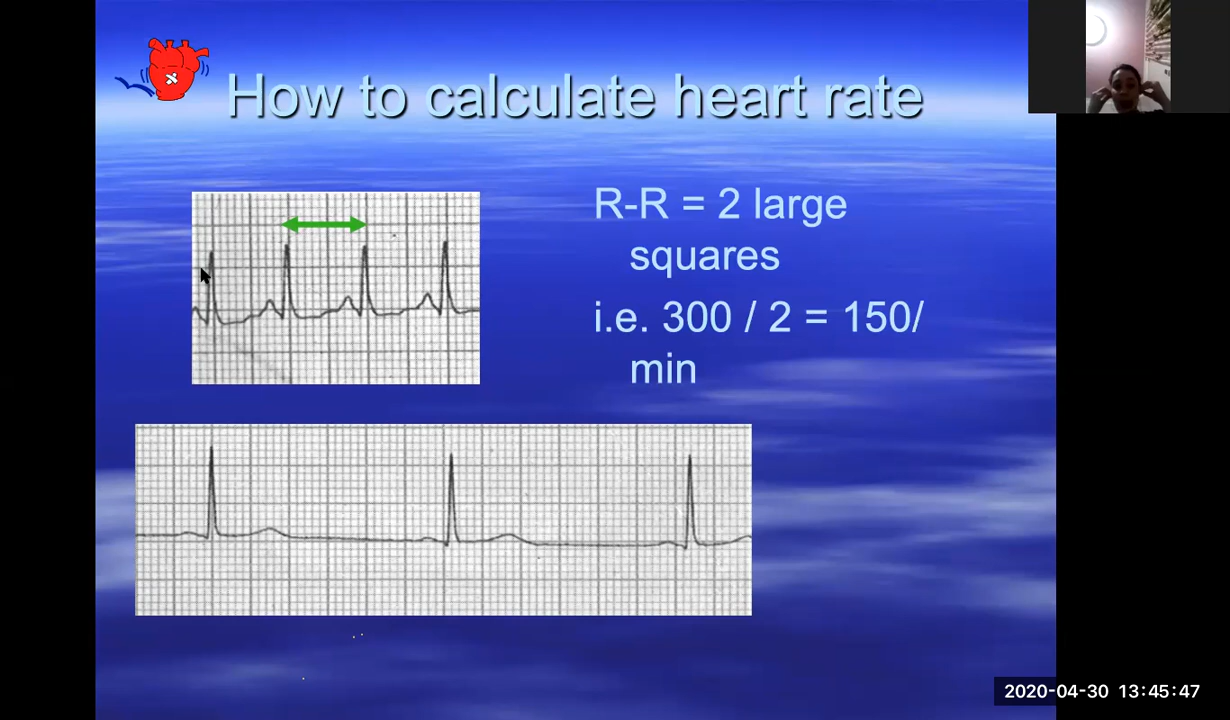 How to calculate heart rate
R-R = 2 large
squares
i.e. 300 / 2 = 150/
min
2020-04-30 13:45:47